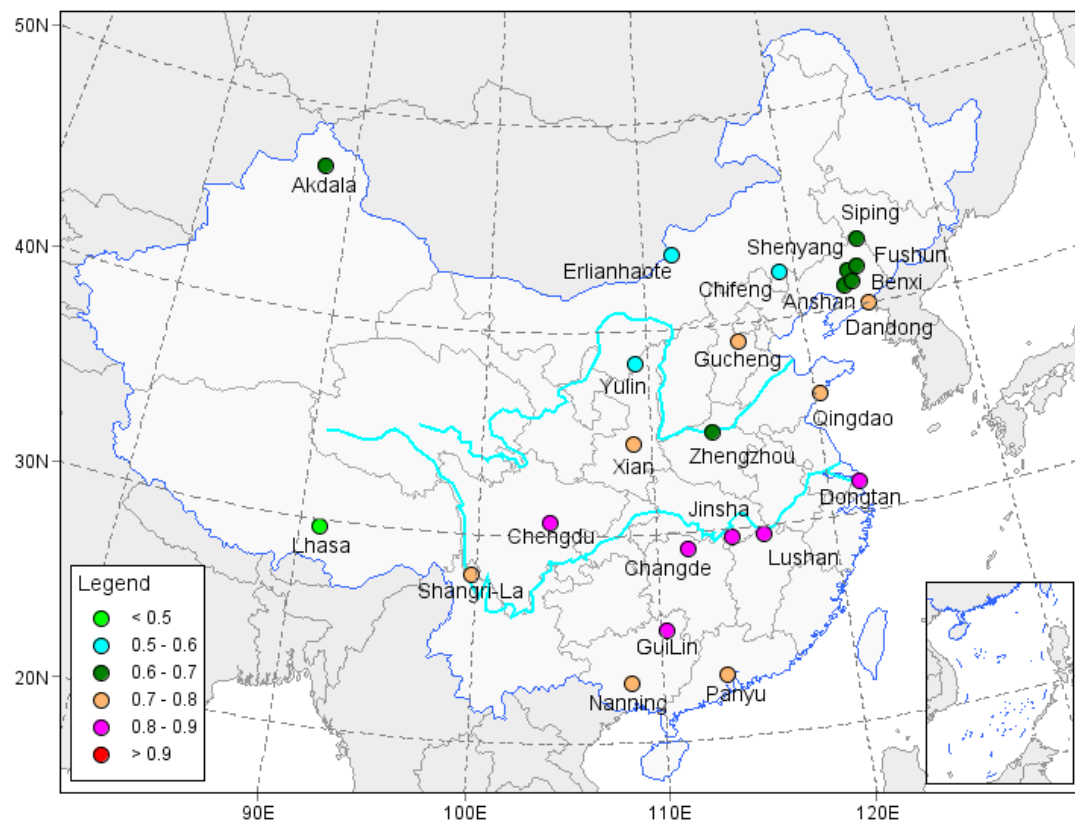 50N
Akdala
Siping
40N
Shenyang
Fushun
Erlianhaote
Chifeng
Benxi
Anshan
Dandong
Gucheng
Yulin
Qingdao
30N
Xian
Zhengzhou
Dongtan
Jinsha
Chengdu
Lhasa
Lushan
Changde
Legend
Shangri-La
< 0.5
0.5 - 0.6
GuiLin
0.6 - 0.7
20N
0.7 - 0.8
Nanning
Panyu
0.8 - 0.9
> 0.9
90E
100E
110E
120E